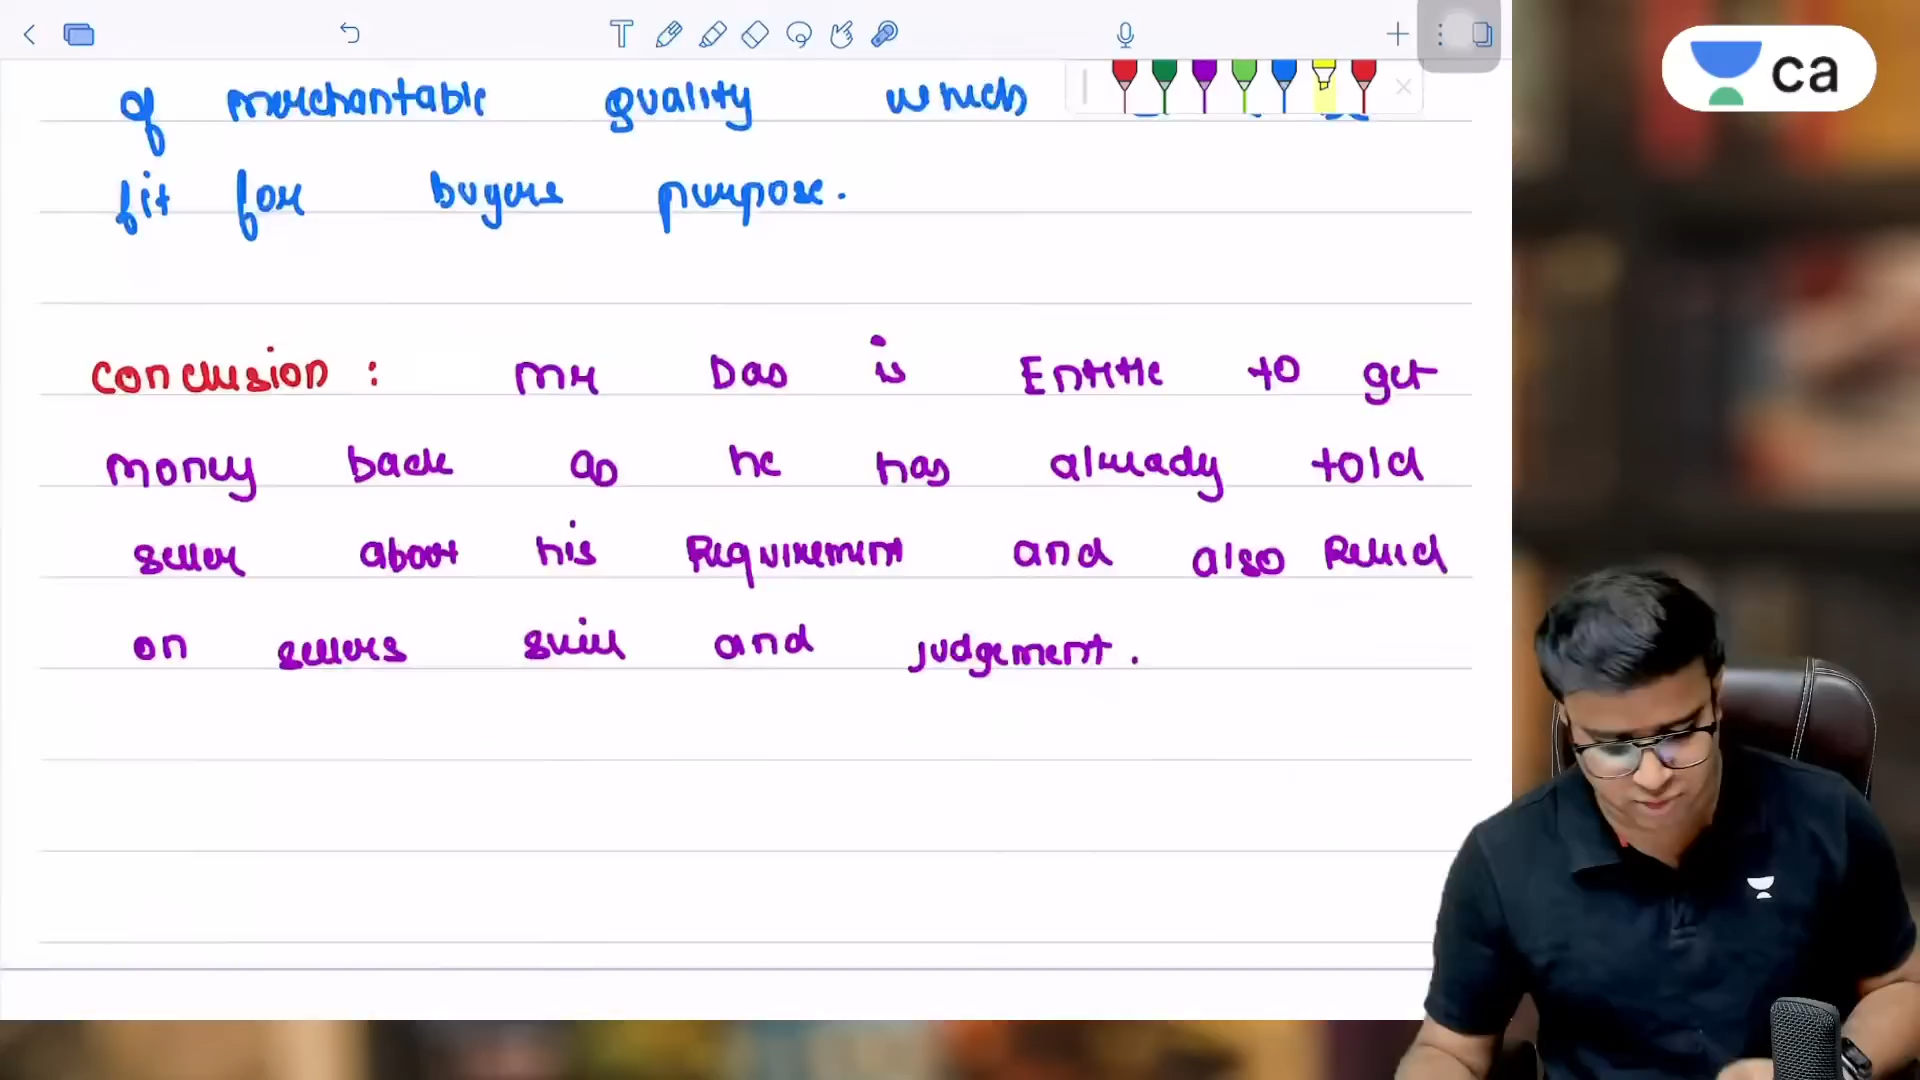 of merchantable quality which
fit for buyers purpose.
Conclusion : Mr Das is Entitle to get
money back as he has already told
seller about his Requirement and also Relied
on sellers skill and judgement.
ca